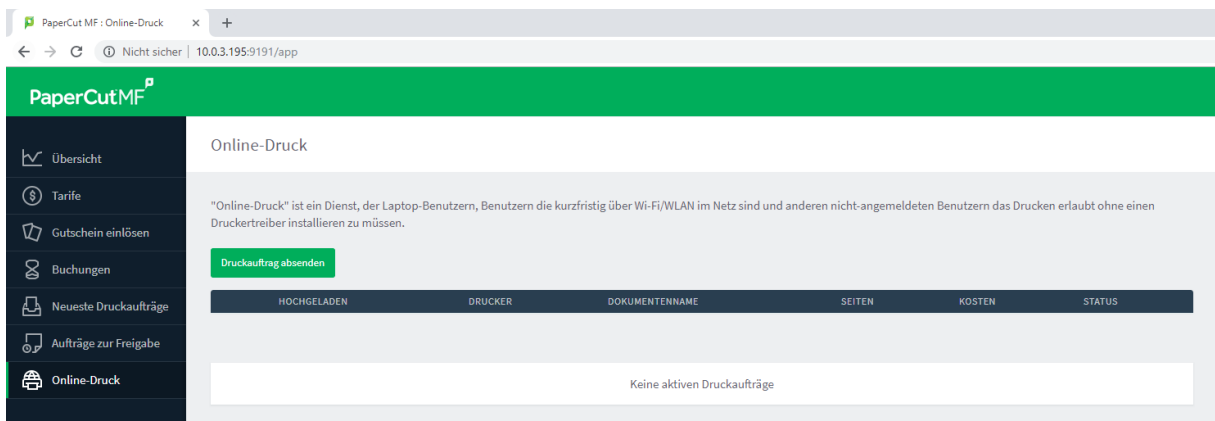 PaperCut MF : Online-Druck
Nicht sicher | 10.0.3.195:9191/app
PaperCutMF
Übersicht
Tarife
Gutschein einlösen
Buchungen
Neueste Druckaufträge
Aufträge zur Freigabe
Online-Druck
Online-Druck
"Online-Druck" ist ein Dienst, der Laptop-Benutzern, Benutzern die kurzfristig über Wi-Fi/WLAN im Netz sind und anderen nicht-angemeldeten Benutzern das Drucken erlaubt ohne einen
Druckertreiber installieren zu müssen.
Druckauftrag absenden
HOCHGELADEN DRUCKER DOKUMENTENNAME SEITEN KOSTEN STATUS
Keine aktiven Druckaufträge